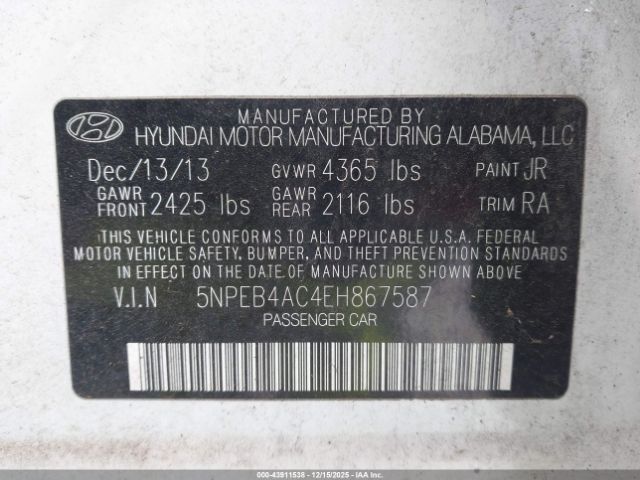 MANUFACTURED BY
HYUNDAI MOTOR MANUFACTURING ALABAMA, LLC
Dec/13/13 GVWR 4365 lbs PAINT JR
GAWR FRONT 2425 lbs GAWR REAR 2116 lbs TRIM RA
THIS VEHICLE CONFORMS TO ALL APPLICABLE U.S.A. FEDERAL
MOTOR VEHICLE SAFETY, BUMPER, AND THEFT PREVENTION STANDARDS
IN EFFECT ON THE DATE OF MANUFACTURE SHOWN ABOVE.
V.I.N 5NPEB4AC4EH867587
PASSENGER CAR
000-43911538 - 12/15/2025 - IAAI.COM